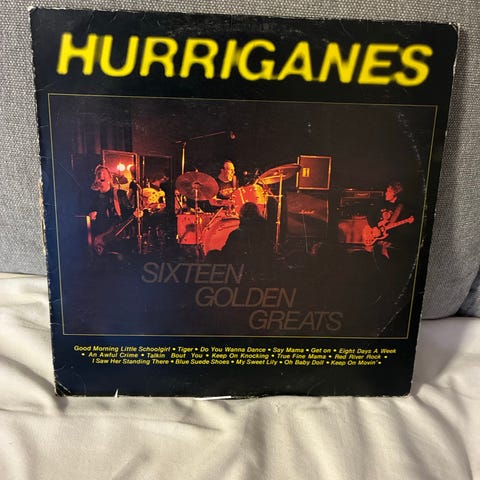 HURRIGANES
SIXTEEN
GOLDEN
GREATS
Good Morning Little Schoolgirl • Tiger • Do You Wanna Dance • Say Mama • Get on • Eight Days A Week
• An Awful Crime • Talkin Bout You • Keep On Knocking • True Fine Mama • Red River Rock •
I Saw Her Standing There • Blue Suede Shoes • My Sweet Lily • Oh Baby Doll • Keep On Movin' •